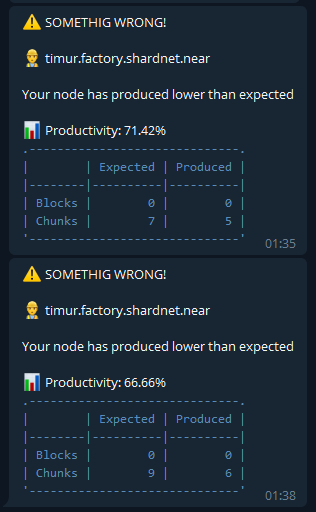 ⚠️ SOMETHIG WRONG!
👷 timur.factory.shardnet.near
Your node has produced lower than expected
📊 Productivity: 71.42%
.---------------------------.
|        | Expected | Produced |
|--------|----------|----------|
| Blocks |        0 |        0 |
| Chunks |        7 |        5 |
'---------------------------'
01:35
⚠️ SOMETHIG WRONG!
👷 timur.factory.shardnet.near
Your node has produced lower than expected
📊 Productivity: 66.66%
.---------------------------.
|        | Expected | Produced |
|--------|----------|----------|
| Blocks |        0 |        0 |
| Chunks |        9 |        6 |
'---------------------------'
01:38